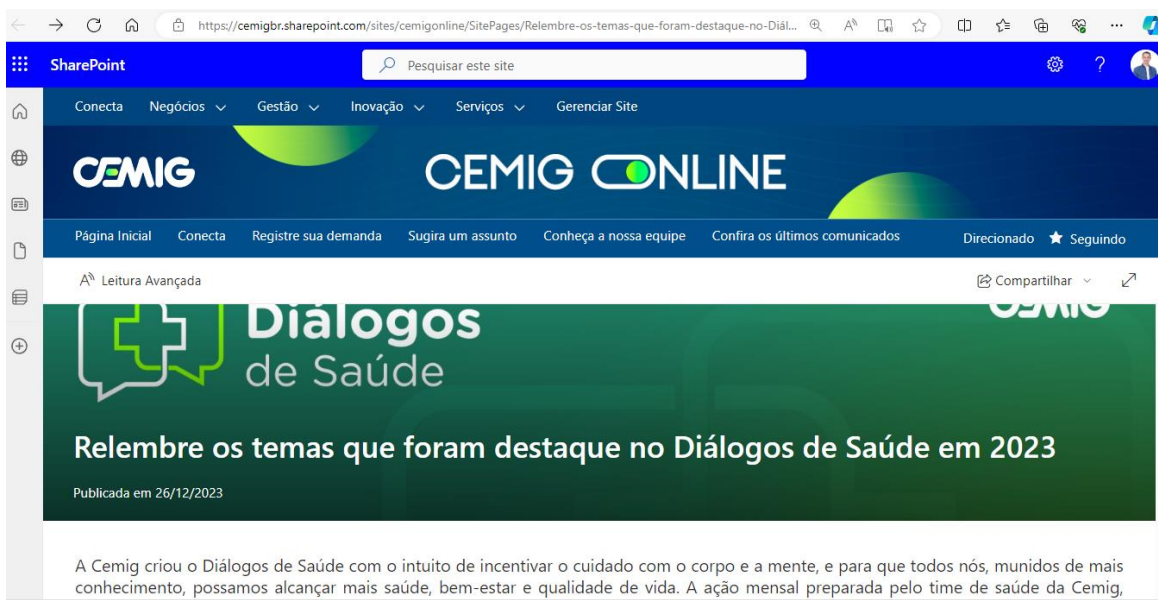 https://cemigbr.sharepoint.com/sites/cemigonline/SitePages/Relembre-os-temas-que-foram-destaque-no-Diál...
SharePoint
Pesquisar este site
Conecta Negócios Gestão Inovação Serviços Gerenciar Site
CEMIG
CEMIG ONLINE
Página Inicial Conecta Registre sua demanda Sugira um assunto Conheça a nossa equipe Confira os últimos comunicados Direcionado Seguindo
Leitura Avançada Compartilhar
Diálogos
de Saúde
CEMIG
Relembre os temas que foram destaque no Diálogos de Saúde em 2023
Publicada em 26/12/2023
A Cemig criou o Diálogos de Saúde com o intuito de incentivar o cuidado com o corpo e a mente, e para que todos nós, munidos de mais
conhecimento, possamos alcançar mais saúde, bem-estar e qualidade de vida. A ação mensal preparada pelo time de saúde da Cemig,